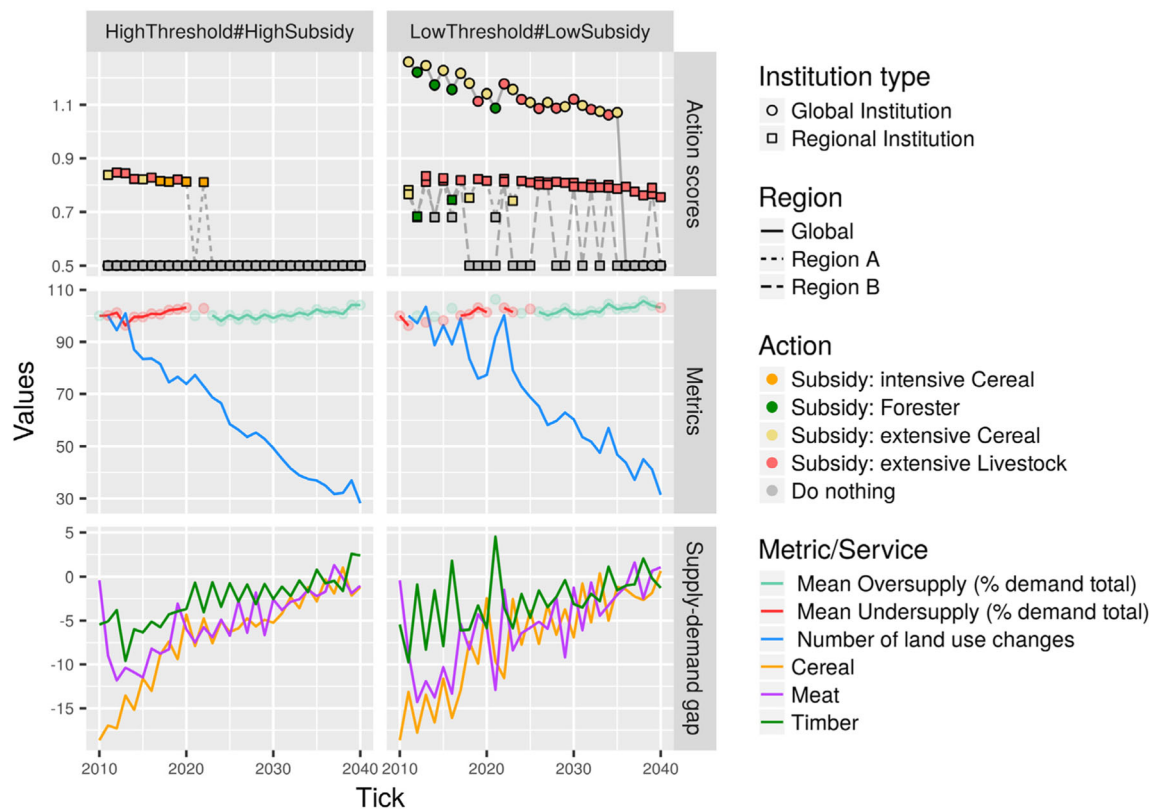 HighThreshold#HighSubsidy
LowThreshold#LowSubsidy
1.1
0.9
0.7
0.5
Action scores
110
90
70
50
30
Metrics
Values
5
0
-5
-10
-15
Supply-demand gap
2010
2020
2030
2040
2010
2020
2030
2040
Tick
Institution type
Global Institution
Regional Institution
Region
Global
Region A
Region B
Action
Subsidy: intensive Cereal
Subsidy: Forester
Subsidy: extensive Cereal
Subsidy: extensive Livestock
Do nothing
Metric/Service
Mean Oversupply (% demand total)
Mean Undersupply (% demand total)
Number of land use changes
Cereal
Meat
Timber